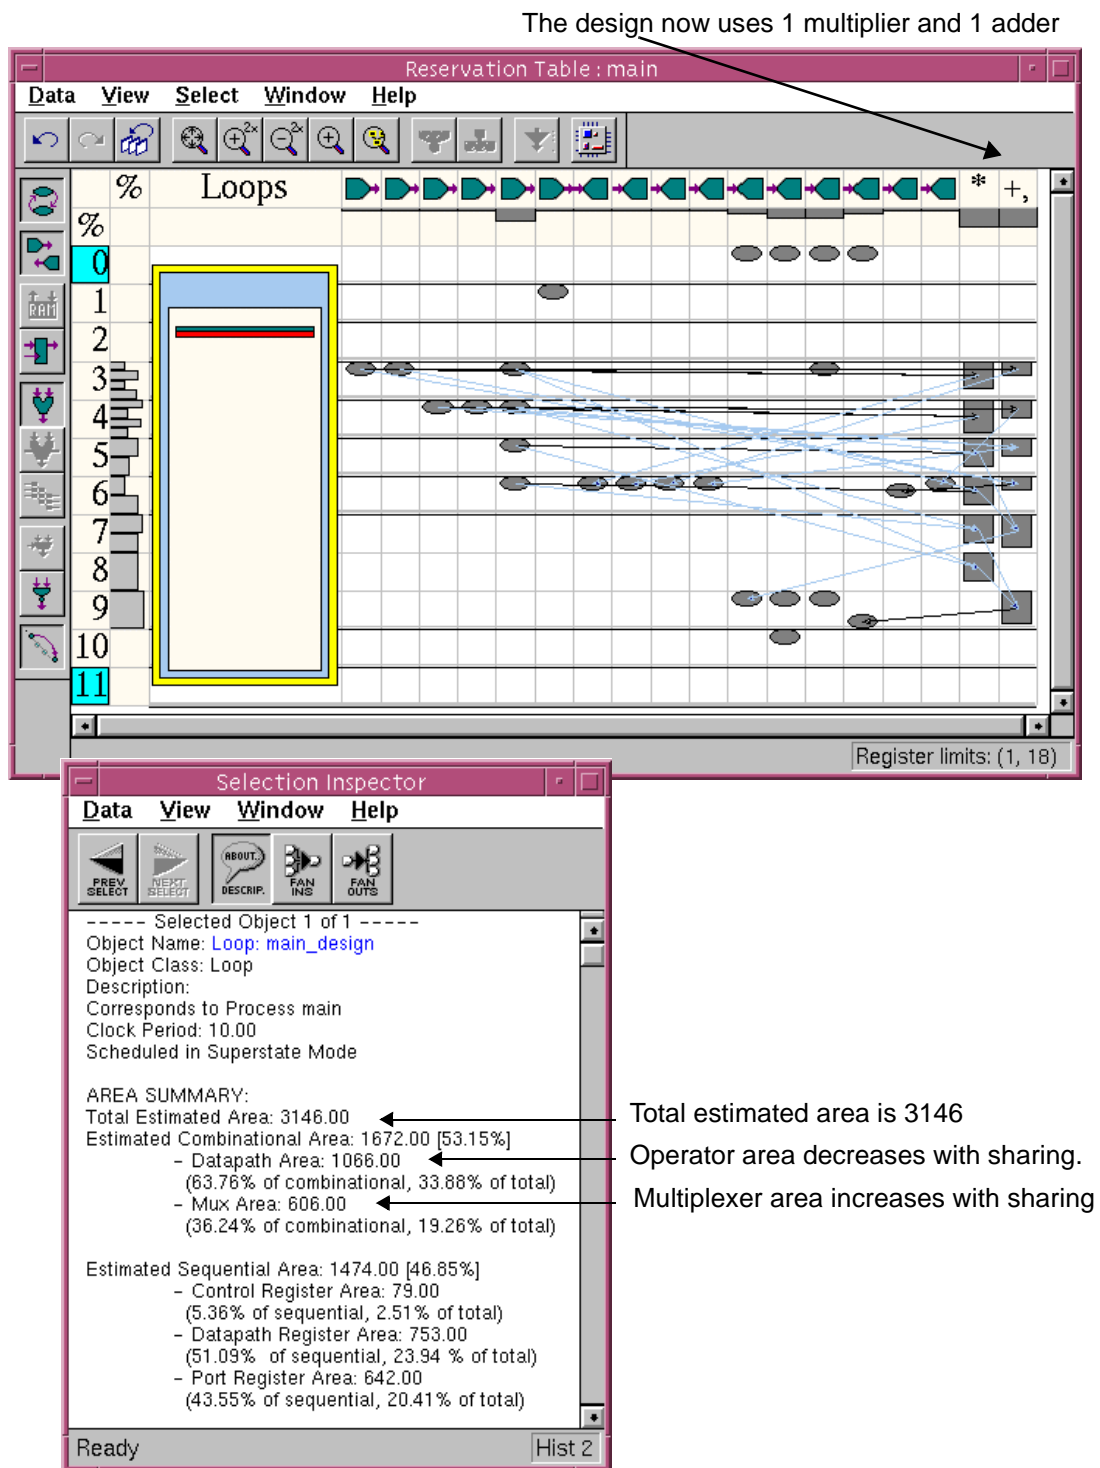 The design now uses 1 multiplier and 1 adder
Reservation Table : main
Data View Select Window Help
2x 2x
% Loops * +,
%
0
1
RAM
2
3
4
5
6
7
8
9
10
11
Register limits: (1, 18)
Selection Inspector
Data View Window Help
PREV SELECT
NEXT SELECT
ABOUT.. DESCRIP.
FAN INS
FAN OUTS
----- Selected Object 1 of 1 -----
Object Name: Loop: main_design
Object Class: Loop
Description:
Corresponds to Process main
Clock Period: 10.00
Scheduled in Superstate Mode
AREA SUMMARY:
Total Estimated Area: 3146.00
Total estimated area is 3146
Estimated Combinational Area: 1672.00 [53.15%]
- Datapath Area: 1066.00
Operator area decreases with sharing.
(63.76% of combinational, 33.88% of total)
- Mux Area: 606.00
Multiplexer area increases with sharing
(36.24% of combinational, 19.26% of total)
Estimated Sequential Area: 1474.00 [46.85%]
- Control Register Area: 79.00
(5.36% of sequential, 2.51% of total)
- Datapath Register Area: 753.00
(51.09% of sequential, 23.94 % of total)
- Port Register Area: 642.00
(43.55% of sequential, 20.41% of total)
Ready
Hist 2